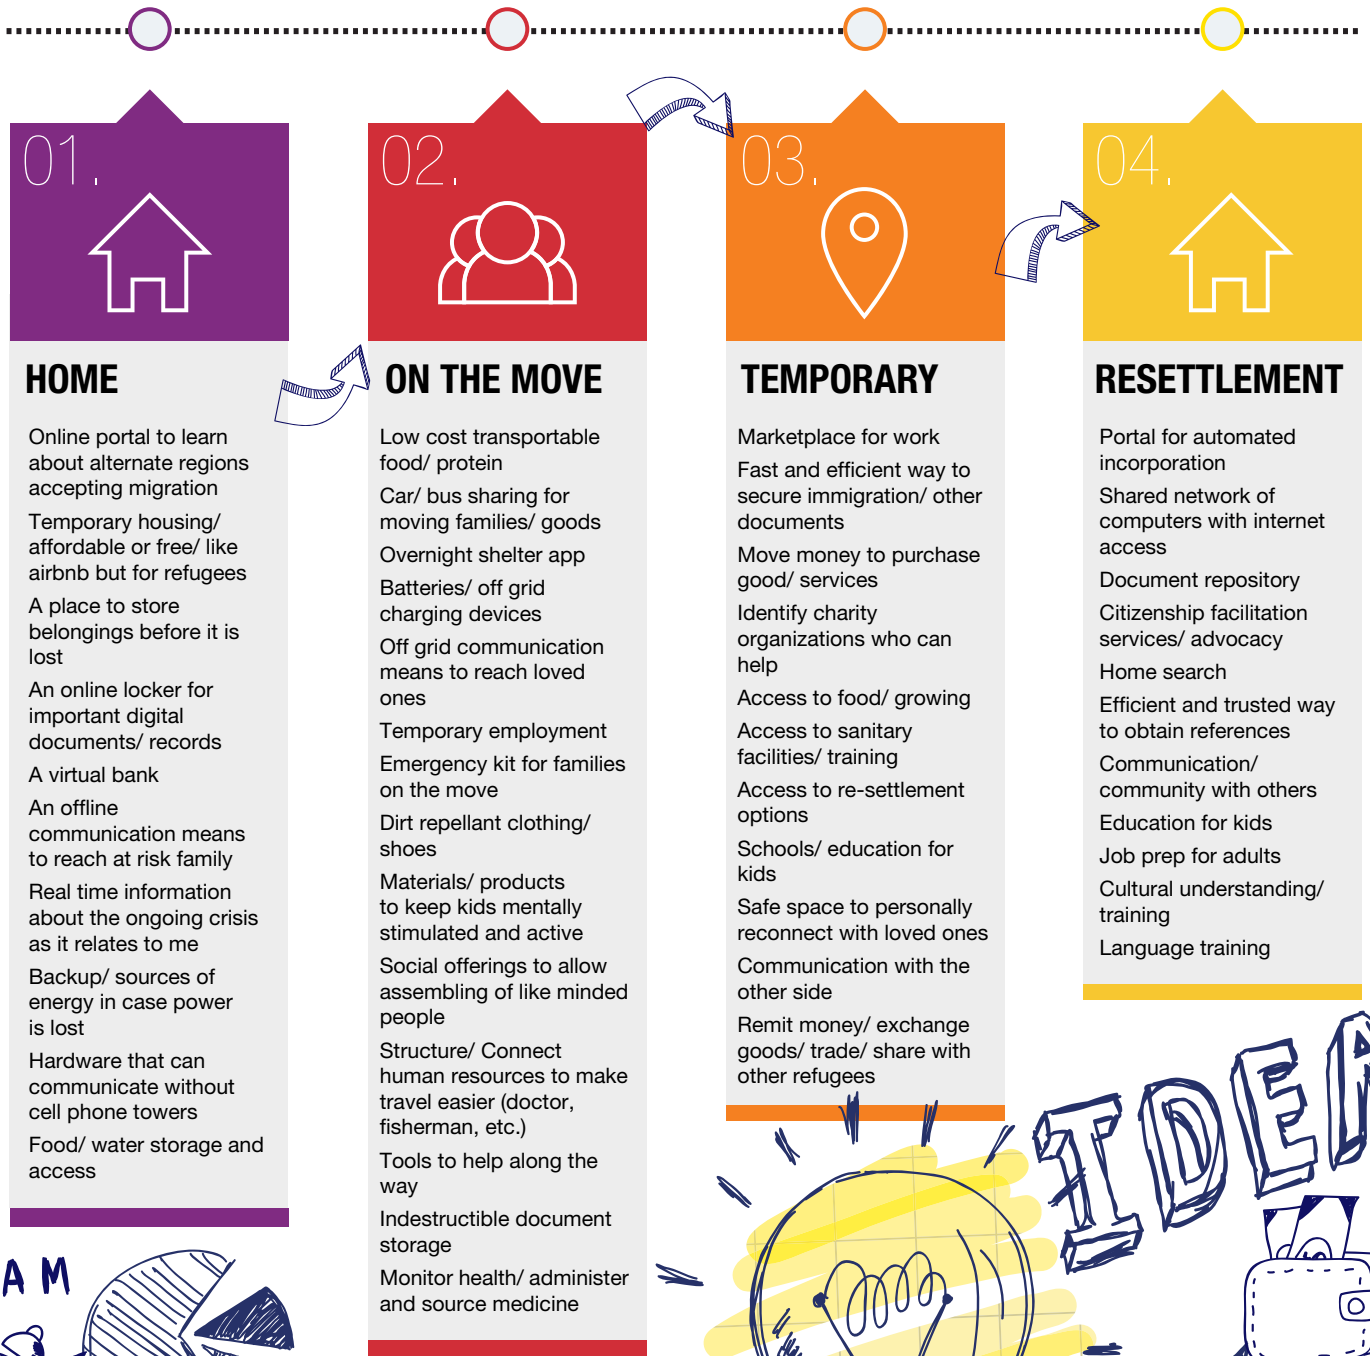 01.
HOME
Online portal to learn
about alternate regions
accepting migration
Temporary housing/
affordable or free/ like
airbnb but for refugees
A place to store
belongings before it is
lost
An online locker for
important digital
documents/ records
A virtual bank
An offline
communication means
to reach at risk family
Real time information
about the ongoing crisis
as it relates to me
Backup/ sources of
energy in case power
is lost
Hardware that can
communicate without
cell phone towers
Food/ water storage and
access
02.
ON THE MOVE
Low cost transportable
food/ protein
Car/ bus sharing for
moving families/ goods
Overnight shelter app
Batteries/ off grid
charging devices
Off grid communication
means to reach loved
ones
Temporary employment
Emergency kit for families
on the move
Dirt repellant clothing/
shoes
Materials/ products
to keep kids mentally
stimulated and active
Social offerings to allow
assembling of like minded
people
Structure/ Connect
human resources to make
travel easier (doctor,
fisherman, etc.)
Tools to help along the
way
Indestructible document
storage
Monitor health/ administer
and source medicine
03.
TEMPORARY
Marketplace for work
Fast and efficient way to
secure immigration/ other
documents
Move money to purchase
good/ services
Identify charity
organizations who can
help
Access to food/ growing
Access to sanitary
facilities/ training
Access to re-settlement
options
Schools/ education for
kids
Safe space to personally
reconnect with loved ones
Communication with the
other side
Remit money/ exchange
goods/ trade/ share with
other refugees
04.
RESETTLEMENT
Portal for automated
incorporation
Shared network of
computers with internet
access
Document repository
Citizenship facilitation
services/ advocacy
Home search
Efficient and trusted way
to obtain references
Communication/
community with others
Education for kids
Job prep for adults
Cultural understanding/
training
Language training
IDEA
AM